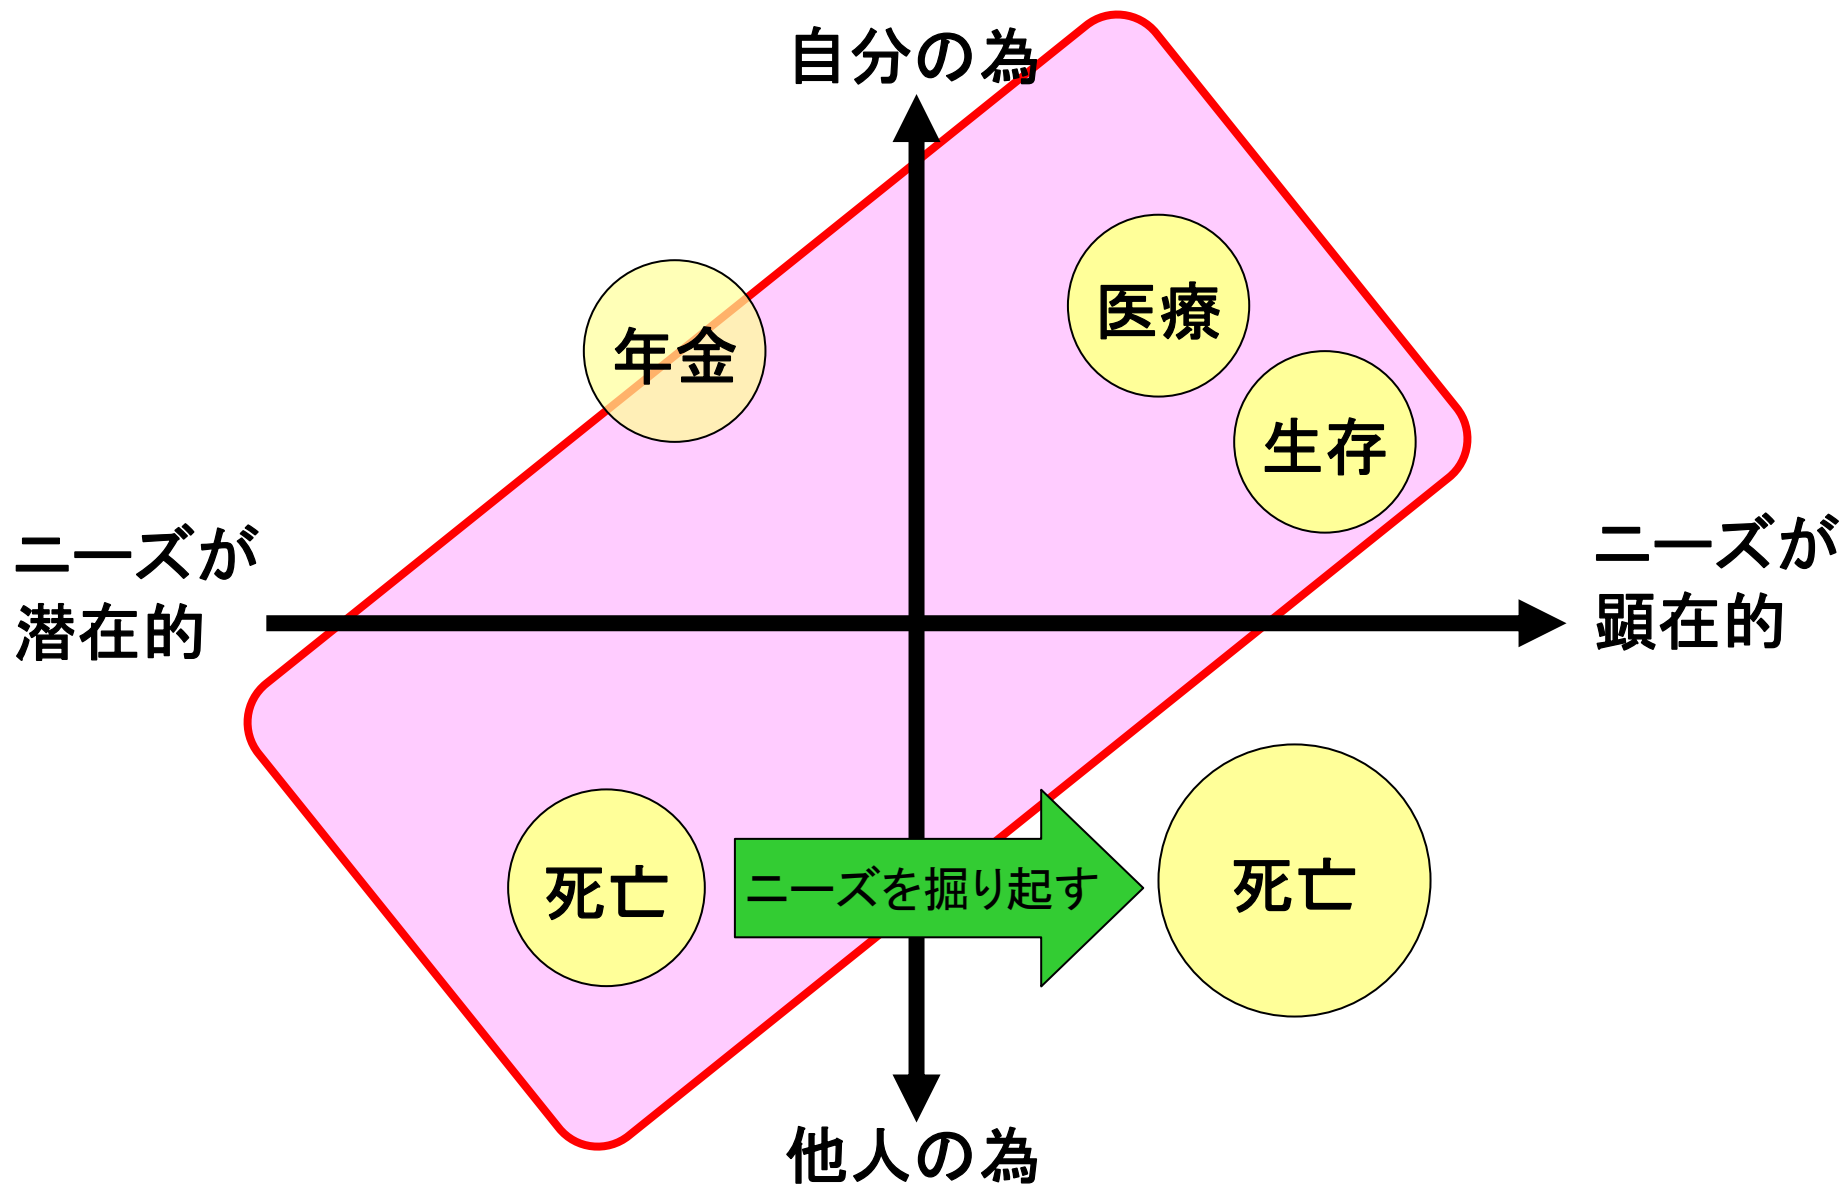 自分の為
医療
年金
生存
ニーズが
潜在的
ニーズが
顕在的
死亡
ニーズを掘り起す
死亡
他人の為